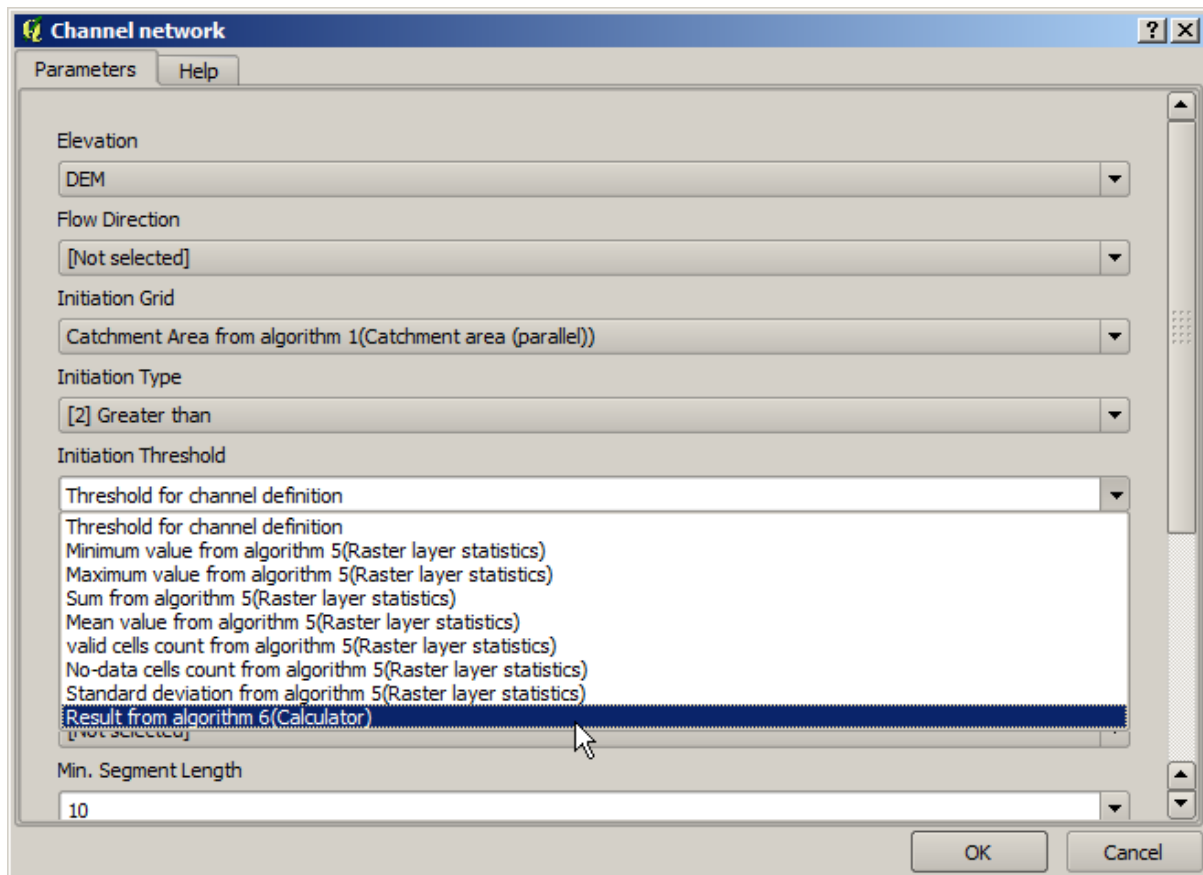 Channel network
Parameters
Help
Elevation
DEM
Flow Direction
[Not selected]
Initiation Grid
Catchment Area from algorithm 1(Catchment area (parallel))
Initiation Type
[2] Greater than
Initiation Threshold
Threshold for channel definition
Threshold for channel definition
Minimum value from algorithm 5(Raster layer statistics)
Maximum value from algorithm 5(Raster layer statistics)
Sum from algorithm 5(Raster layer statistics)
Mean value from algorithm 5(Raster layer statistics)
valid cells count from algorithm 5(Raster layer statistics)
No-data cells count from algorithm 5(Raster layer statistics)
Standard deviation from algorithm 5(Raster layer statistics)
Result from algorithm 6(Calculator)
[Not selected]
Min. Segment Length
10
OK
Cancel